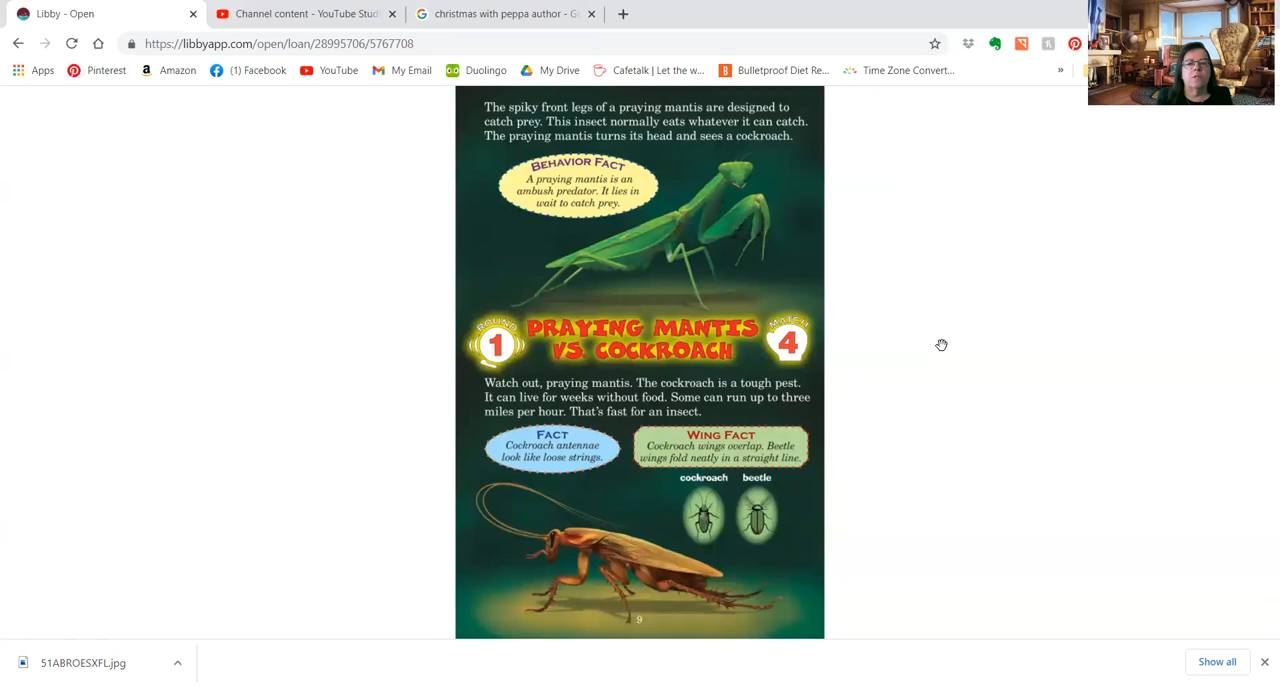 Libby - Open
Channel content - YouTube Stud
christmas with peppa author - Go
https://libbyapp.com/open/loan/28995706/5767708
Apps
Pinterest
Amazon
(1) Facebook
YouTube
My Email
Duolingo
My Drive
Cafetalk | Let the w...
Bulletproof Diet Re...
Time Zone Convert...
»
The spiky front legs of a praying mantis are designed to
catch prey. This insect normally eats whatever it can catch.
The praying mantis turns its head and sees a cockroach.
BEHAVIOR FACT
A praying mantis is an
ambush predator. It lies in
wait to catch prey.
ROUND
1
PRAYING MANTIS
VS. COCKROACH
MATCH
4
Watch out, praying mantis. The cockroach is a tough pest.
It can live for weeks without food. Some can run up to three
miles per hour. That's fast for an insect.
FACT
Cockroach antennae
look like loose strings.
WING FACT
Cockroach wings overlap. Beetle
wings fold neatly in a straight line.
cockroach
beetle
9
51ABROESXFL.jpg
Show all